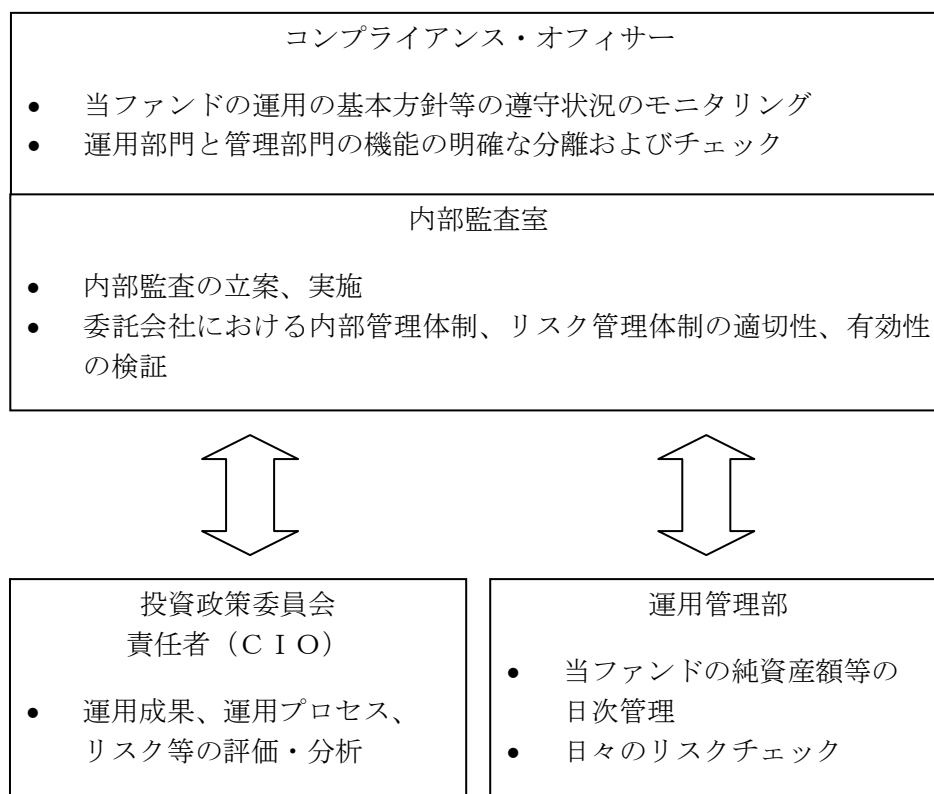 コンプライアンス・オフィサー
• 当ファンドの運用の基本方針等の遵守状況のモニタリング
• 運用部門と管理部門の機能の明確な分離およびチェック
内部監査室
• 内部監査の立案、実施
• 委託会社における内部管理体制、リスク管理体制の適切性、有効性
の検証
投資政策委員会
責任者（ＣＩＯ）
• 運用成果、運用プロセス、
リスク等の評価・分析
運用管理部
• 当ファンドの純資産額等の
日次管理
• 日々のリスクチェック